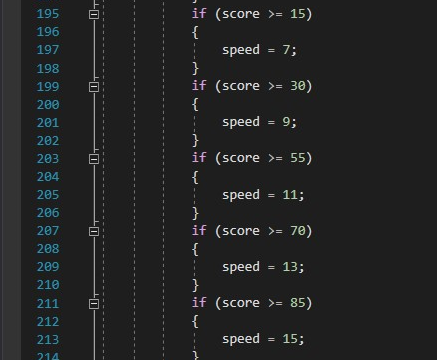 195 if (score >= 15)
196 {
197 speed = 7;
198 }
199 if (score >= 30)
200 {
201 speed = 9;
202 }
203 if (score >= 55)
204 {
205 speed = 11;
206 }
207 if (score >= 70)
208 {
209 speed = 13;
210 }
211 if (score >= 85)
212 {
213 speed = 15;
214 }